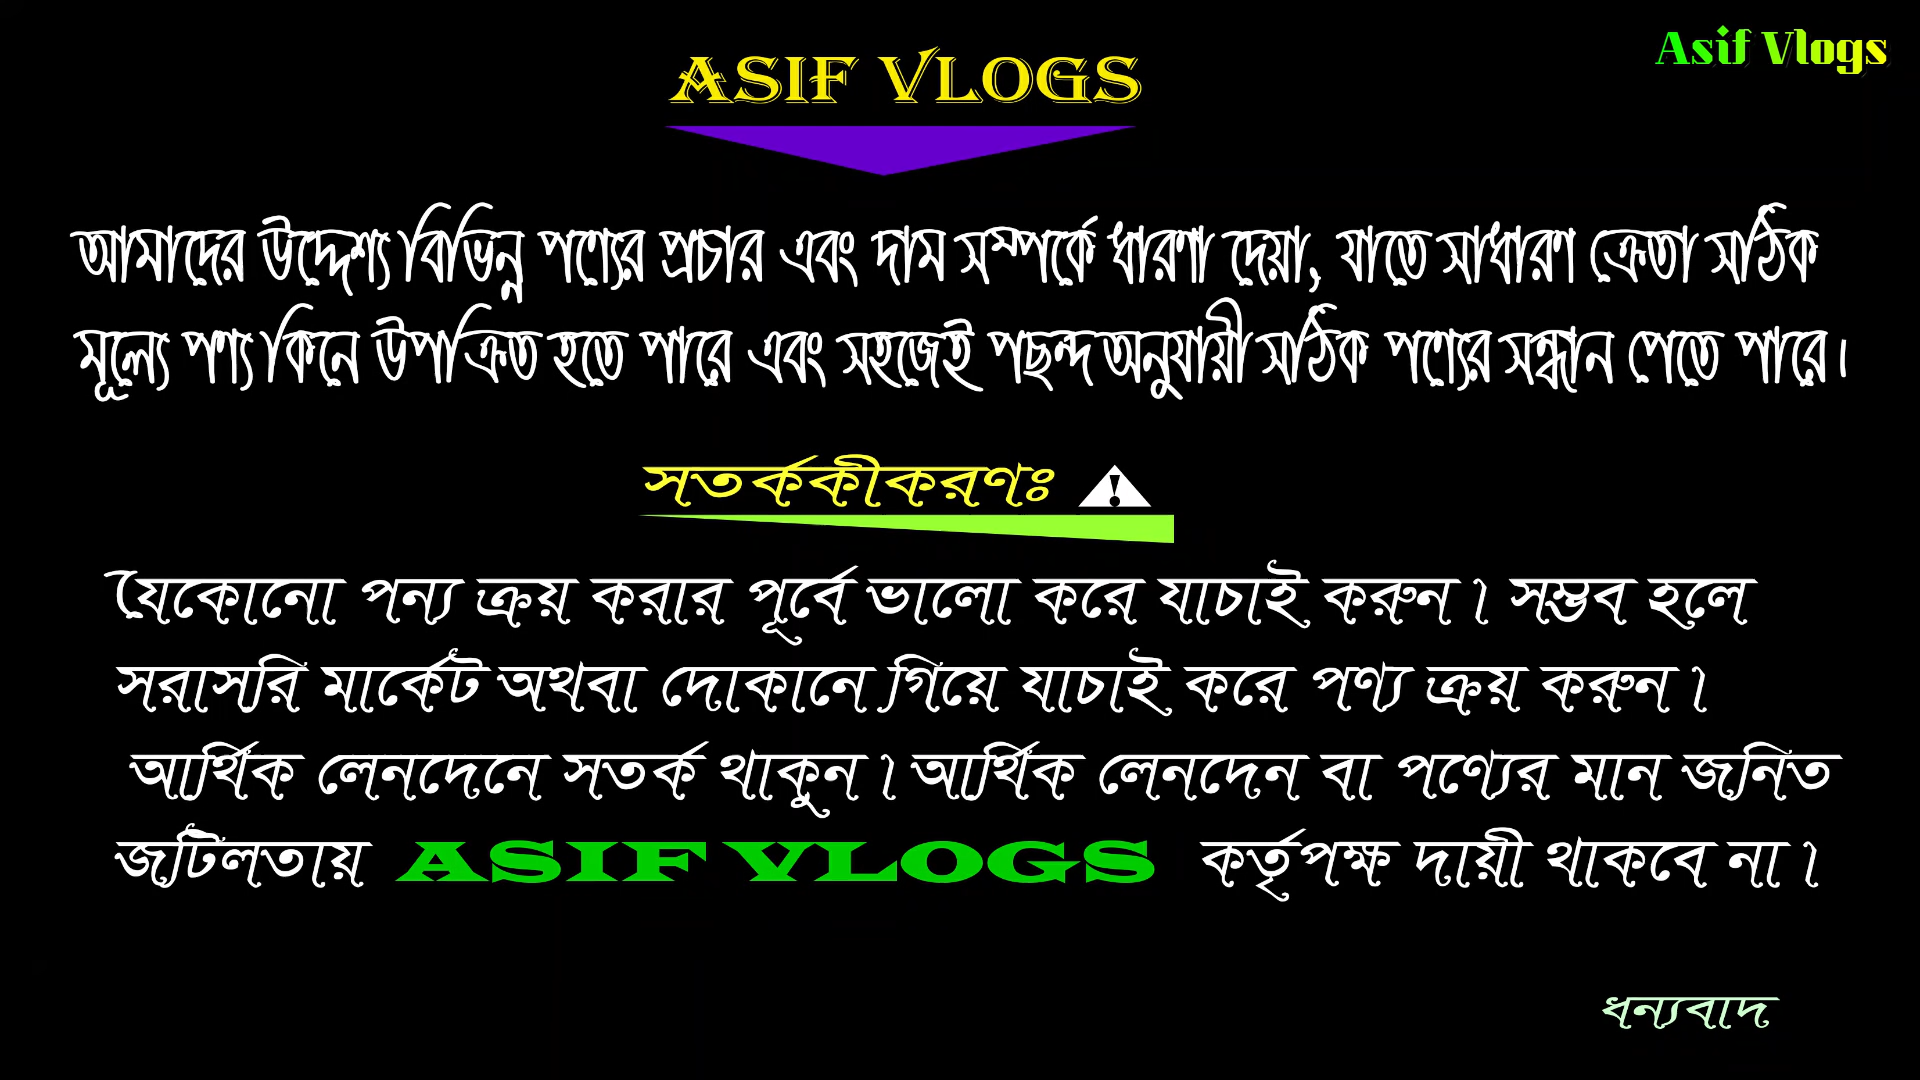 Asif Vlogs
ASIF VLOGS
আমাদের উদ্দেশ্য বিভিন্ন পণ্যের প্রচার এবং দাম সম্পর্কে ধারণা দেয়া, যাতে সাধারণ ক্রেতা সঠিক
মূল্যে পণ্য কিনে উপক্রিত হতে পারে এবং সহজেই পছন্দ অনুযায়ী সঠিক পণ্যের সন্ধান পেতে পারে।
সতর্ককীকরণঃ
যেকোনো পন্য ক্রয় করার পূর্বে ভালো করে যাচাই করুন। সম্ভব হলে
সরাসরি মার্কেট অথবা দোকানে গিয়ে যাচাই করে পণ্য ক্রয় করুন।
আর্থিক লেনদেনে সতর্ক থাকুন। আর্থিক লেনদেন বা পণ্যের মান জনিত
জটিলতায় ASIF VLOGS কর্তৃপক্ষ দায়ী থাকবে না।
ধন্যবাদ